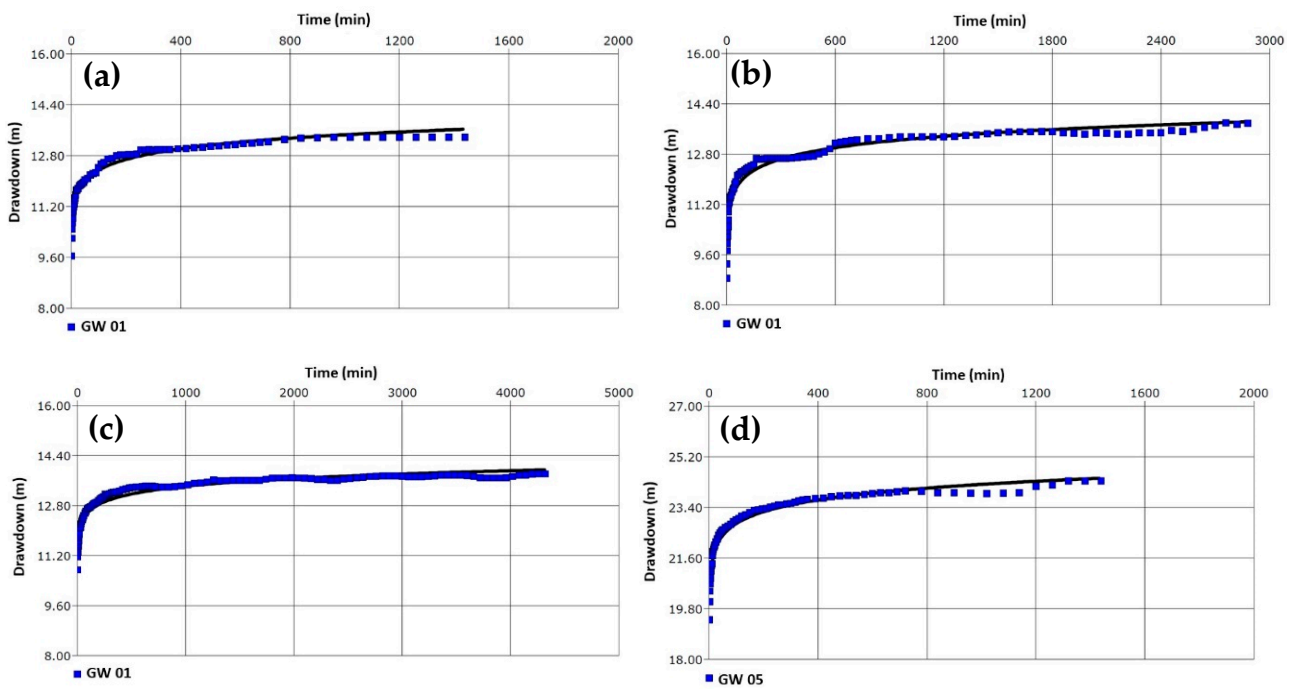 Time (min)
0 400 800 1200 1600 2000
(a)
Drawdown (m)
16.00
14.40
12.80
11.20
9.60
8.00
GW 01
Time (min)
0 600 1200 1800 2400 3000
(b)
Drawdown (m)
16.00
14.40
12.80
11.20
9.60
8.00
GW 01
Time (min)
0 1000 2000 3000 4000 5000
(c)
Drawdown (m)
16.00
14.40
12.80
11.20
9.60
8.00
GW 01
Time (min)
0 400 800 1200 1600 2000
(d)
Drawdown (m)
27.00
25.20
23.40
21.60
19.80
18.00
GW 05